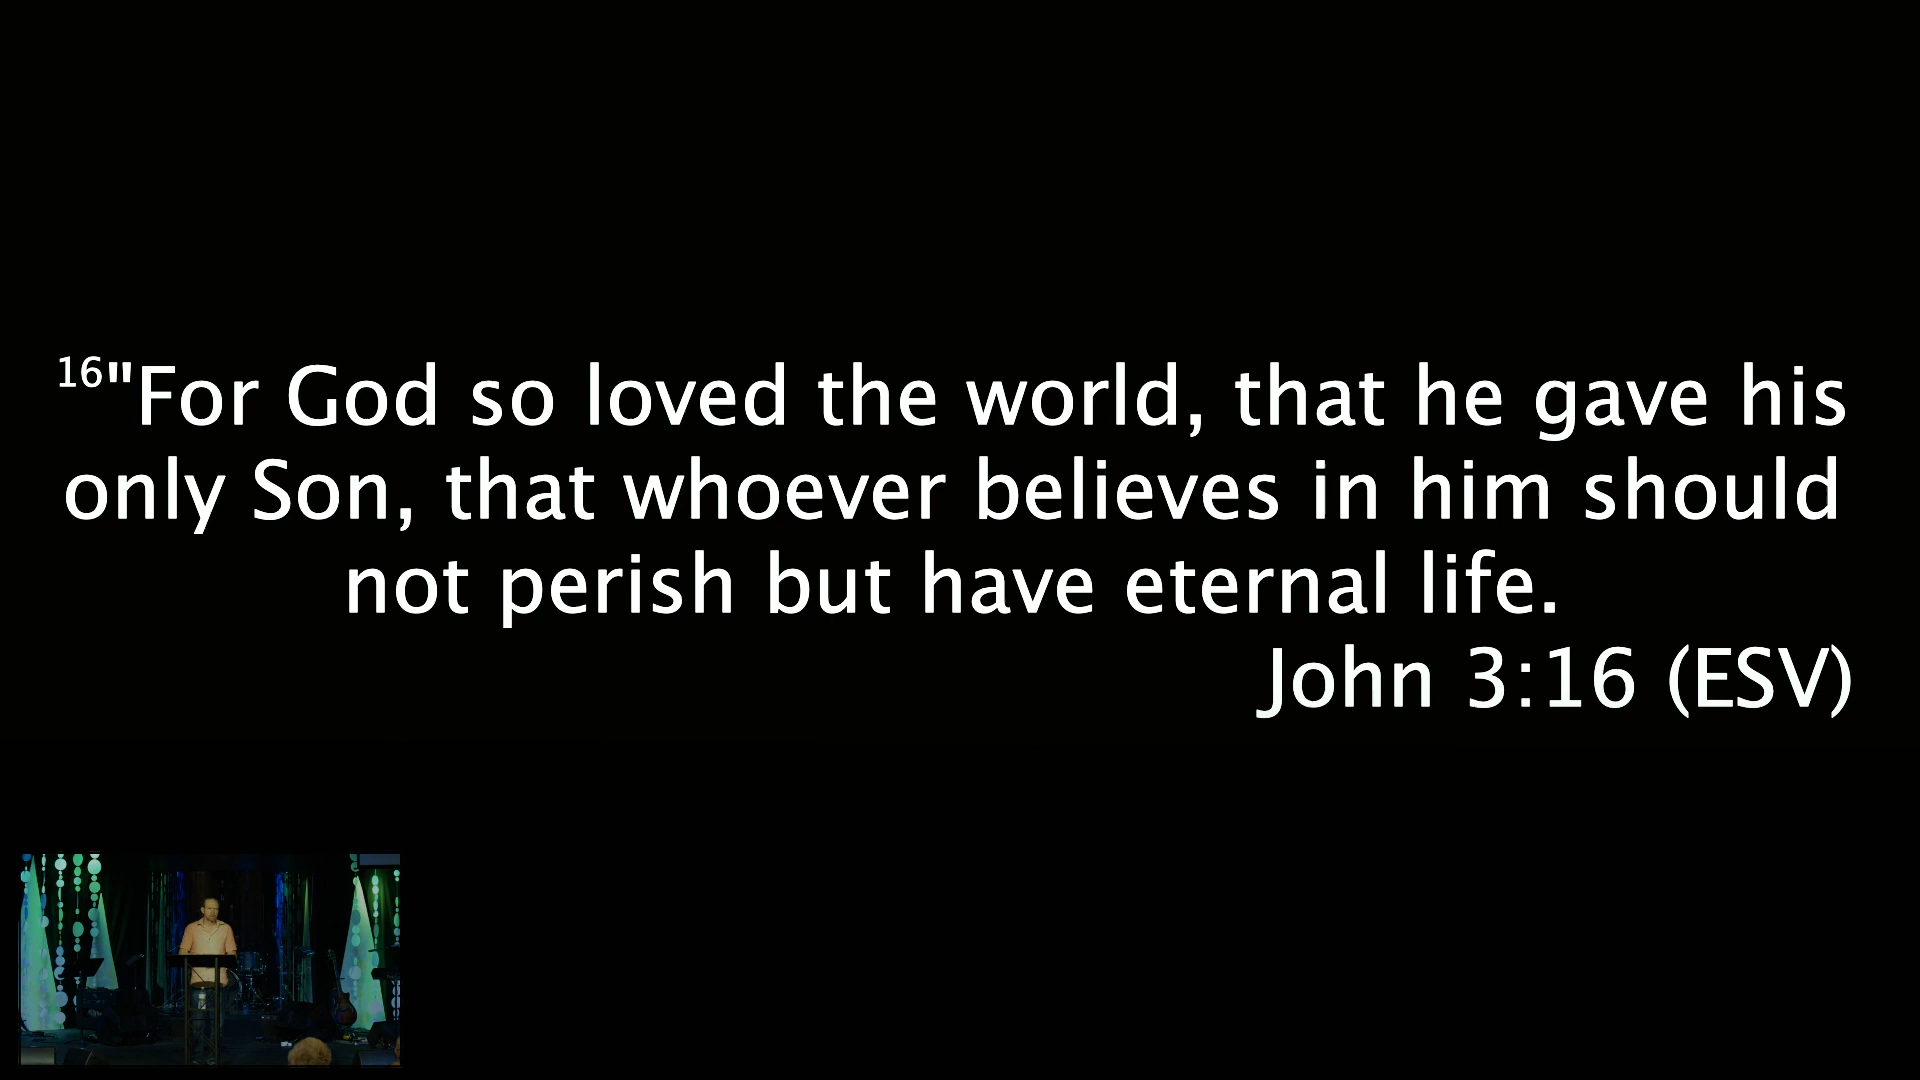 16"For God so loved the world, that he gave his
only Son, that whoever believes in him should
not perish but have eternal life.
John 3:16 (ESV)